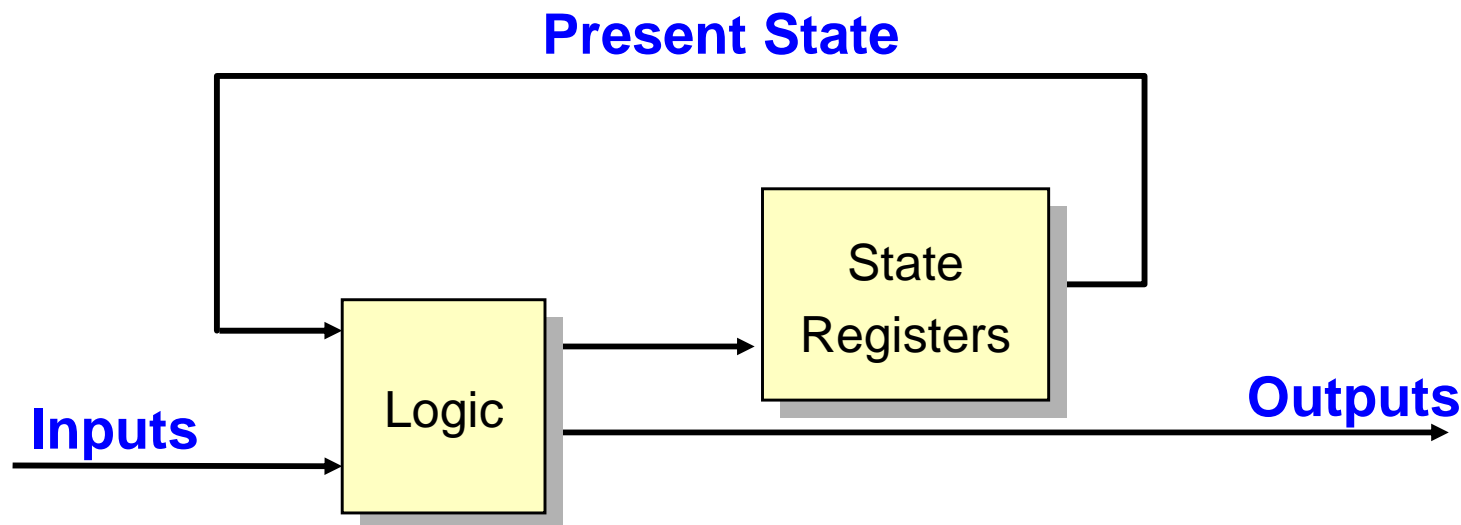 Present State
State
Registers
Logic
Inputs
Outputs